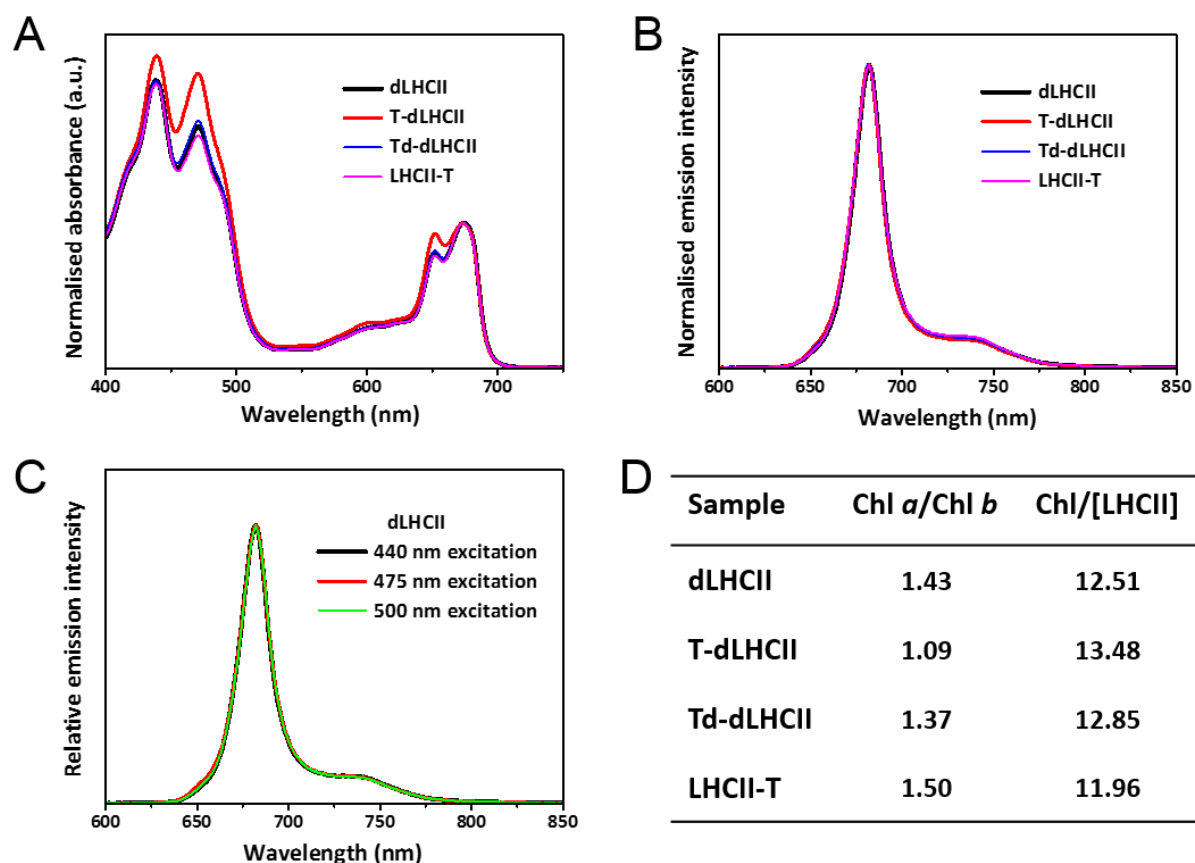 A
Normalised absorbance (a.u.)
dLHCII
T-dLHCII
Td-dLHCII
LHCII-T
400 500 600 700
Wavelength (nm)
B
Normalised emission intensity
dLHCII
T-dLHCII
Td-dLHCII
LHCII-T
600 650 700 750 800 850
Wavelength (nm)
C
Relative emission intensity
dLHCII
440 nm excitation
475 nm excitation
500 nm excitation
600 650 700 750 800 850
Wavelength (nm)
D
Sample Chl a/Chl b Chl/[LHCII]
dLHCII 1.43 12.51
T-dLHCII 1.09 13.48
Td-dLHCII 1.37 12.85
LHCII-T 1.50 11.96